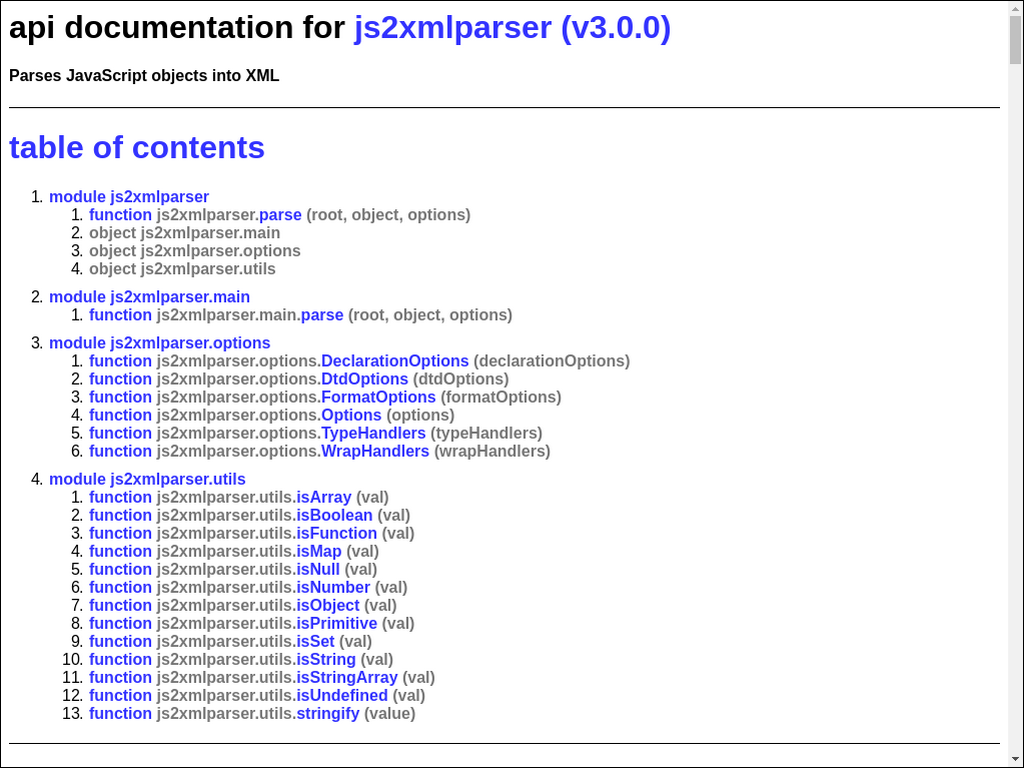 api documentation for js2xmlparser (v3.0.0)
Parses JavaScript objects into XML
table of contents
1. module js2xmlparser
1. function js2xmlparser.parse (root, object, options)
2. object js2xmlparser.main
3. object js2xmlparser.options
4. object js2xmlparser.utils
2. module js2xmlparser.main
1. function js2xmlparser.main.parse (root, object, options)
3. module js2xmlparser.options
1. function js2xmlparser.options.DeclarationOptions (declarationOptions)
2. function js2xmlparser.options.DtdOptions (dtdOptions)
3. function js2xmlparser.options.FormatOptions (formatOptions)
4. function js2xmlparser.options.Options (options)
5. function js2xmlparser.options.TypeHandlers (typeHandlers)
6. function js2xmlparser.options.WrapHandlers (wrapHandlers)
4. module js2xmlparser.utils
1. function js2xmlparser.utils.isArray (val)
2. function js2xmlparser.utils.isBoolean (val)
3. function js2xmlparser.utils.isFunction (val)
4. function js2xmlparser.utils.isMap (val)
5. function js2xmlparser.utils.isNull (val)
6. function js2xmlparser.utils.isNumber (val)
7. function js2xmlparser.utils.isObject (val)
8. function js2xmlparser.utils.isPrimitive (val)
9. function js2xmlparser.utils.isSet (val)
10. function js2xmlparser.utils.isString (val)
11. function js2xmlparser.utils.isStringArray (val)
12. function js2xmlparser.utils.isUndefined (val)
13. function js2xmlparser.utils.stringify (value)